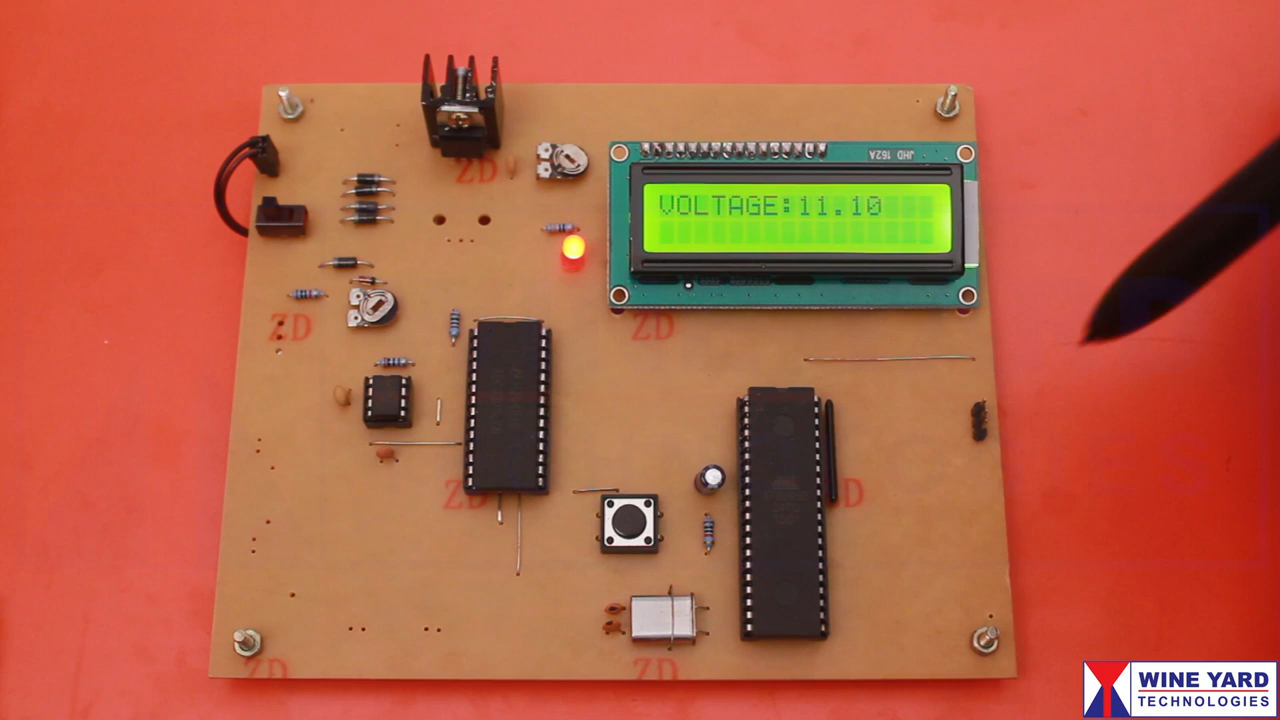 ZD
JHD 162A
VOLTAGE:11.10
ZD
ZD
ZD
D
ZD
ZD
WINE YARD
TECHNOLOGIES